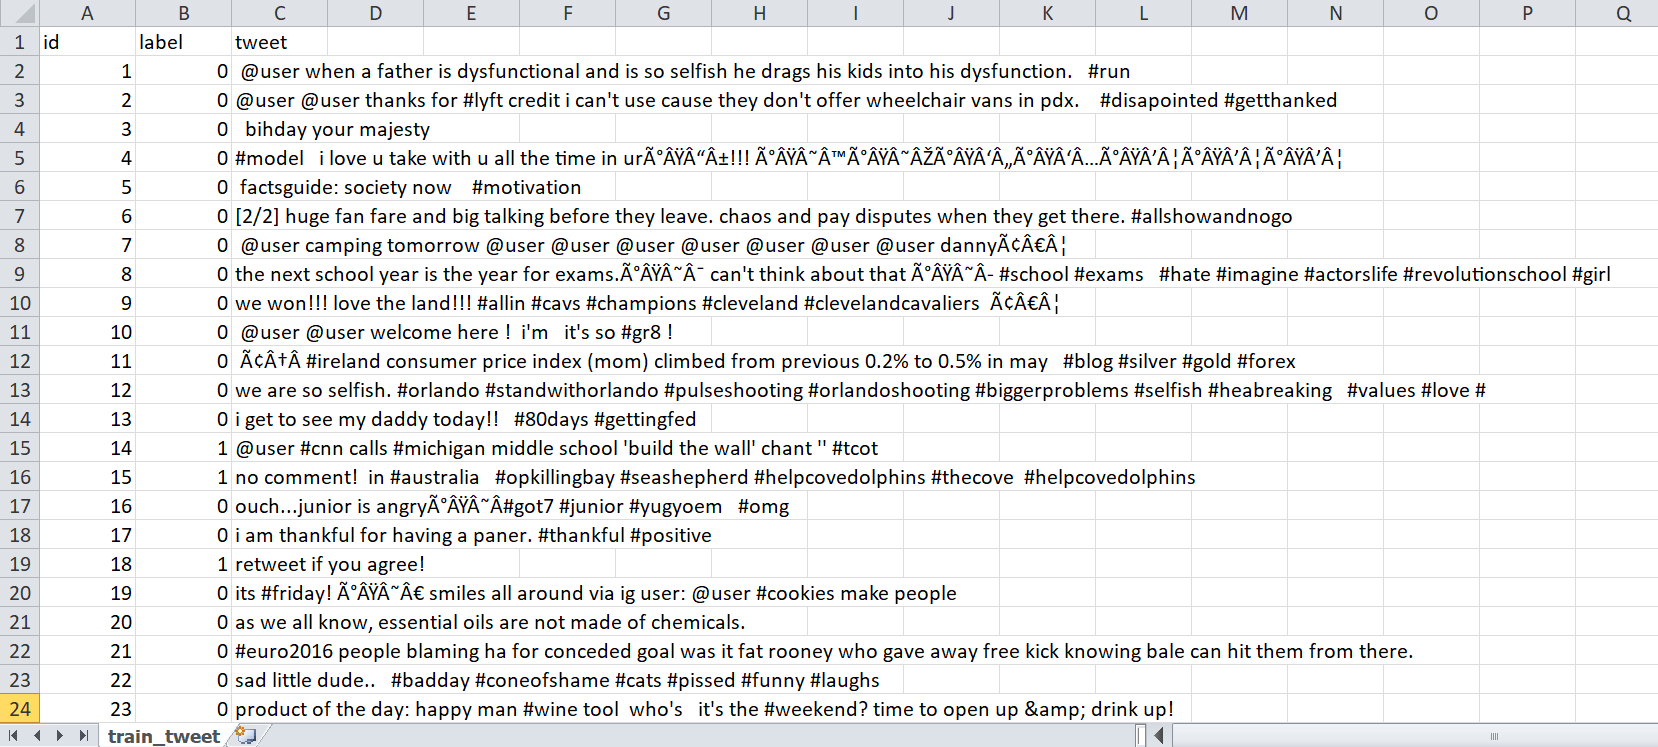 A B C D E F G H I J K L M N O P Q
1 id label tweet
2 1 0 @user when a father is dysfunctional and is so selfish he drags his kids into his dysfunction. #run
3 2 0 @user @user thanks for #lyft credit i can't use cause they don't offer wheelchair vans in pdx. #disapointed #getthanked
4 3 0 bihday your majesty
5 4 0 #model i love u take with u all the time in urÃ°ÂŸÂ“Â±!!! Ã°ÂŸÂ˜Â™Ã°ÂŸÂ˜ÂŽÃ°ÂŸÂ‘Â„Ã°ÂŸÂ‘Â…Ã°ÂŸÂ’Â¦Ã°ÂŸÂ’Â¦Ã°ÂŸÂ’Â¦
6 5 0 factsguide: society now #motivation
7 6 0 [2/2] huge fan fare and big talking before they leave. chaos and pay disputes when they get there. #allshowandnogo
8 7 0 @user camping tomorrow @user @user @user @user @user @user @user dannyÃ¢Â€Â¦
9 8 0 the next school year is the year for exams.Ã°ÂŸÂ˜Â¯ can't think about that Ã°ÂŸÂ˜Â- #school #exams #hate #imagine #actorslife #revolutionschool #girl
10 9 0 we won!!! love the land!!! #allin #cavs #champions #cleveland #clevelandcavaliers Ã¢Â€Â¦
11 10 0 @user @user welcome here ! i'm it's so #gr8 !
12 11 0 Ã¢Â†Â #ireland consumer price index (mom) climbed from previous 0.2% to 0.5% in may #blog #silver #gold #forex
13 12 0 we are so selfish. #orlando #standwithorlando #pulseshooting #orlandoshooting #biggerproblems #selfish #heabreaking #values #love #
14 13 0 i get to see my daddy today!! #80days #gettingfed
15 14 1 @user #cnn calls #michigan middle school 'build the wall' chant '' #tcot
16 15 1 no comment! in #australia #opkillingbay #seashepherd #helpcovedolphins #thecove #helpcovedolphins
17 16 0 ouch...junior is angryÃ°ÂŸÂ˜Â#got7 #junior #yugyoem #omg
18 17 0 i am thankful for having a paner. #thankful #positive
19 18 1 retweet if you agree!
20 19 0 its #friday! Ã°ÂŸÂ˜Â€ smiles all around via ig user: @user #cookies make people
21 20 0 as we all know, essential oils are not made of chemicals.
22 21 0 #euro2016 people blaming ha for conceded goal was it fat rooney who gave away free kick knowing bale can hit them from there.
23 22 0 sad little dude.. #badday #coneofshame #cats #pissed #funny #laughs
24 23 0 product of the day: happy man #wine tool who's it's the #weekend? time to open up &amp; drink up!
train_tweet